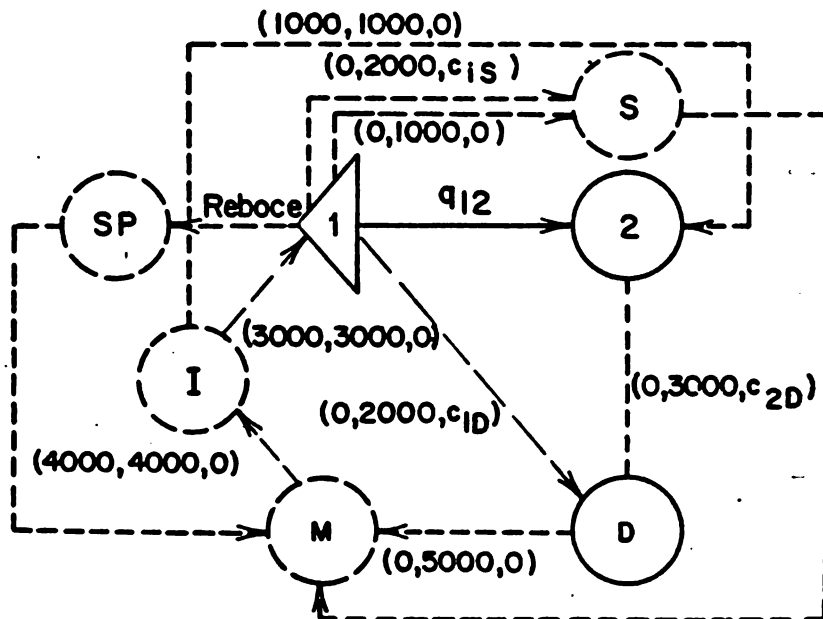 (1000,1000,0)
(0,2000,ciS)
S
(0,1000,0)
SP
Reboce
1
q12
2
(3000,3000,0)
I
(0,2000,c1D)
(0,3000,c2D)
(4000,4000,0)
M
(0,5000,0)
D